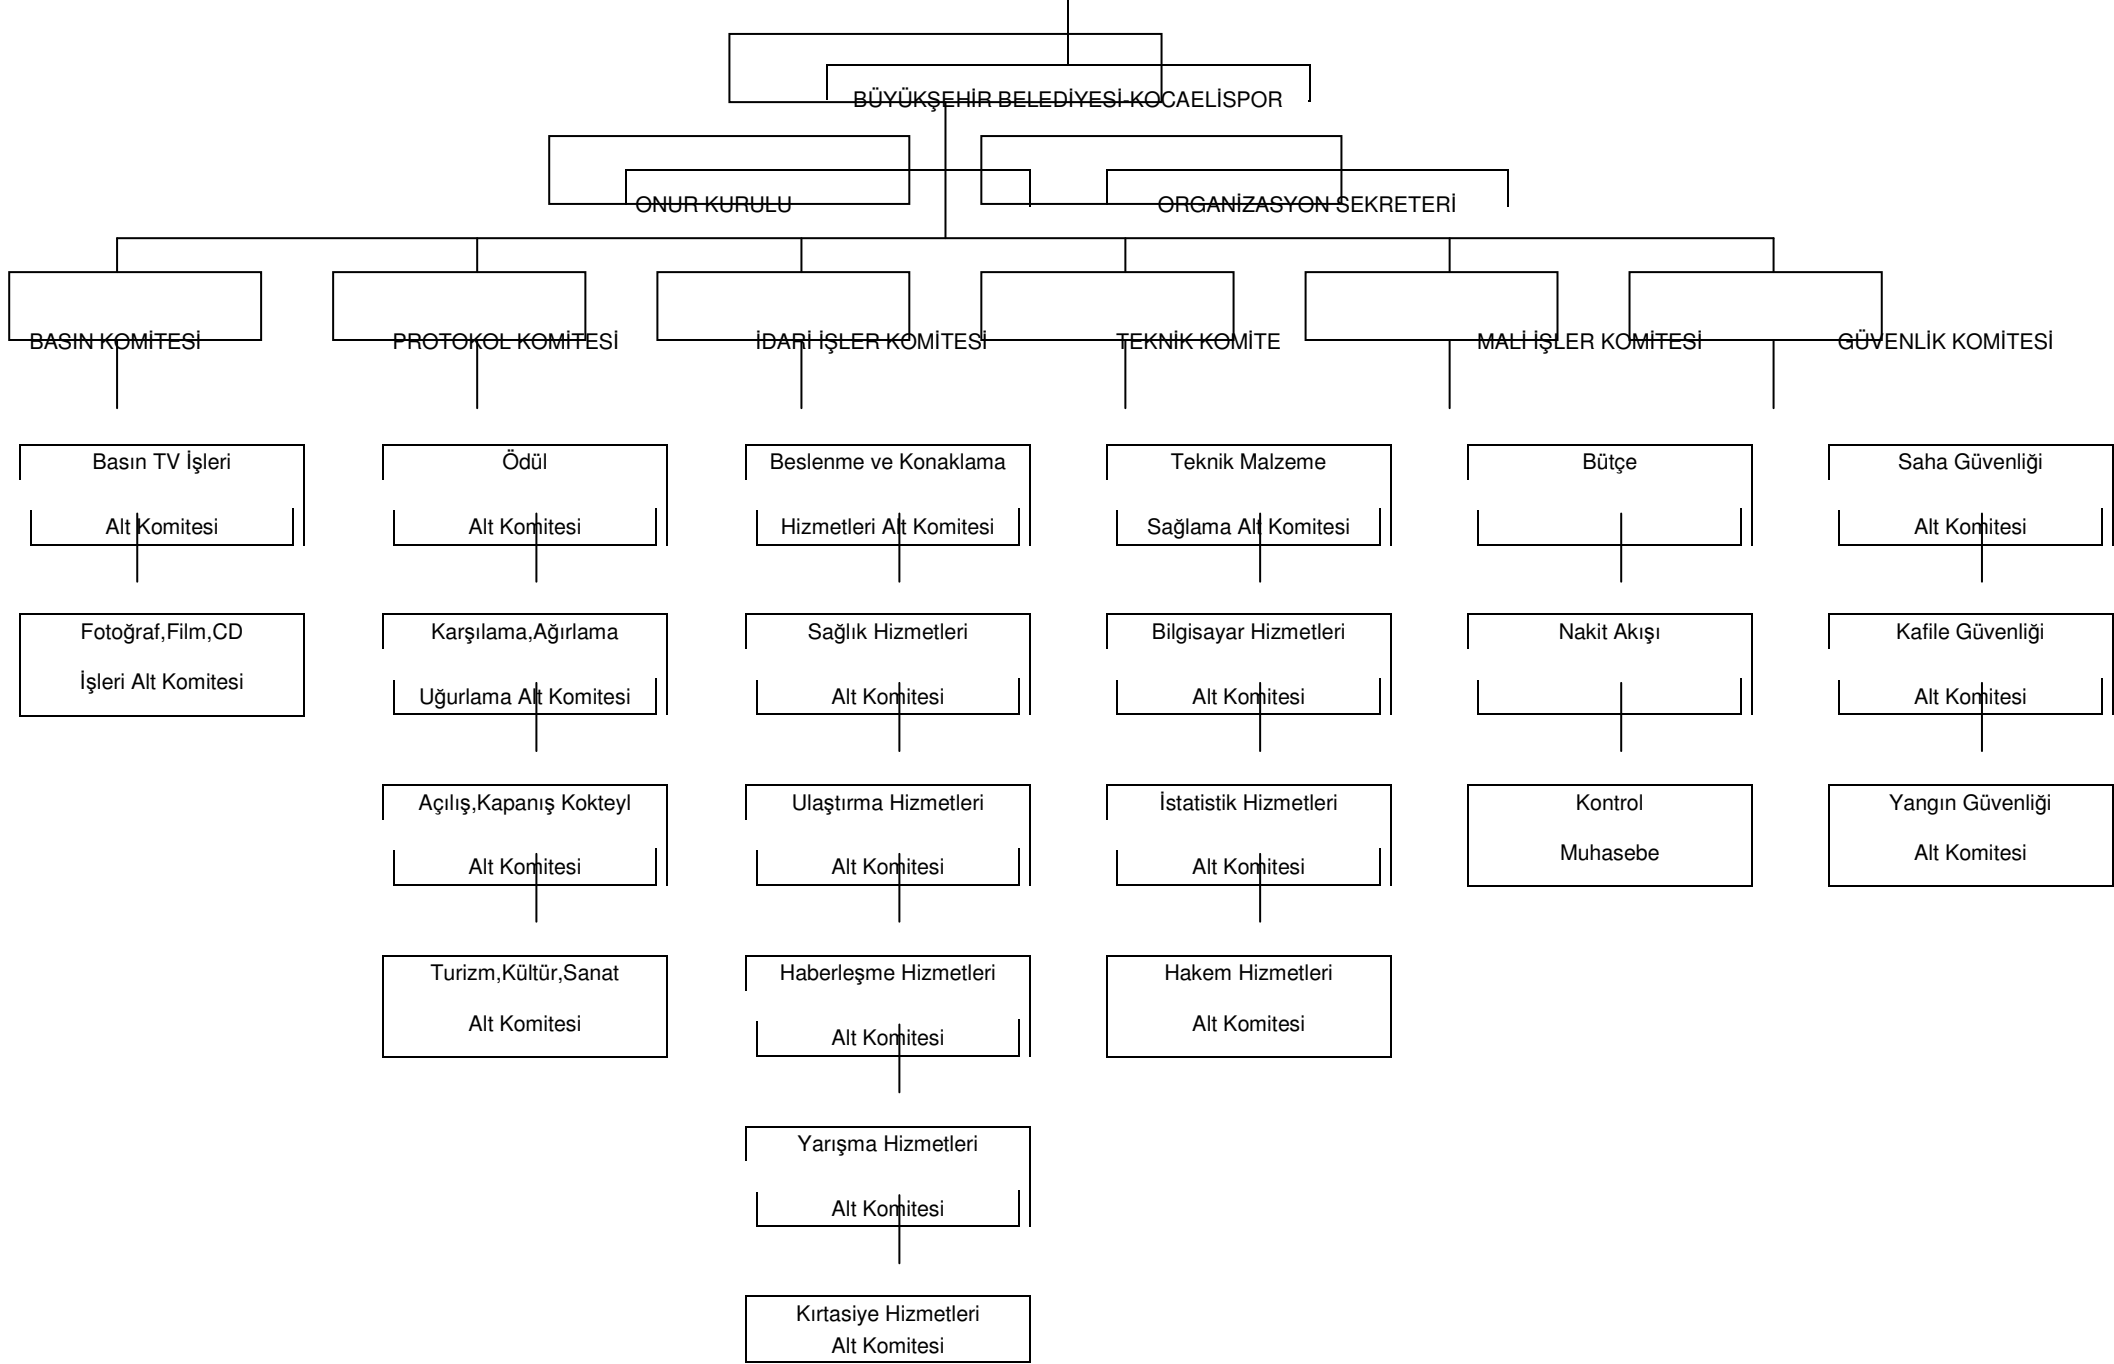 BÜYÜKŞEHİR BELEDİYESİ-KOCAELİSPOR
ONUR KURULU
ORGANİZASYON SEKRETERİ
BASIN KOMİTESİ
PROTOKOL KOMİTESİ
İDARİ İŞLER KOMİTESİ
TEKNİK KOMİTE
MALİ İŞLER KOMİTESİ
GÜVENLİK KOMİTESİ
Basın TV İşleri
Alt Komitesi
Ödül
Alt Komitesi
Beslenme ve Konaklama
Hizmetleri Alt Komitesi
Teknik Malzeme
Sağlama Alt Komitesi
Bütçe
Saha Güvenliği
Alt Komitesi
Fotoğraf,Film,CD
İşleri Alt Komitesi
Karşılama,Ağırlama
Uğurlama Alt Komitesi
Sağlık Hizmetleri
Alt Komitesi
Bilgisayar Hizmetleri
Alt Komitesi
Nakit Akışı
Kafile Güvenliği
Alt Komitesi
Açılış,Kapanış Kokteyl
Alt Komitesi
Ulaştırma Hizmetleri
Alt Komitesi
İstatistik Hizmetleri
Alt Komitesi
Kontrol
Muhasebe
Yangın Güvenliği
Alt Komitesi
Turizm,Kültür,Sanat
Alt Komitesi
Haberleşme Hizmetleri
Alt Komitesi
Hakem Hizmetleri
Alt Komitesi
Yarışma Hizmetleri
Alt Komitesi
Kırtasiye Hizmetleri
Alt Komitesi